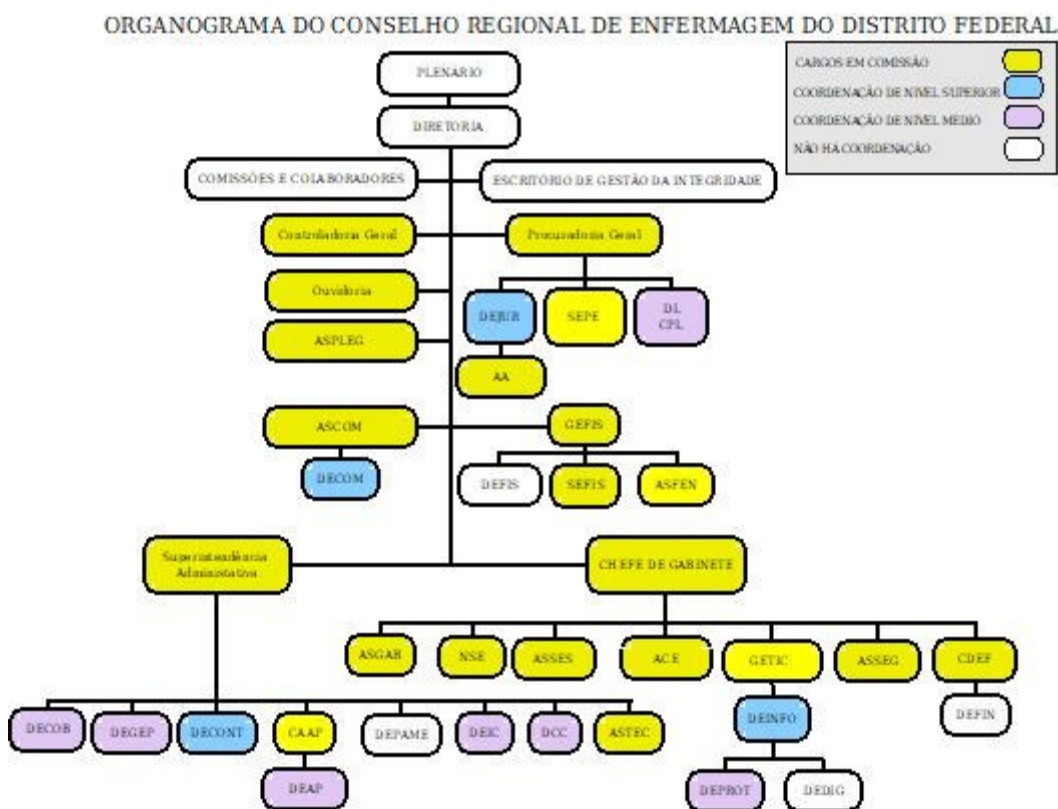 ORGANOGRAMA DO CONSELHO REGIONAL DE ENFERMAGEM DO DISTRITO FEDERAL
CARGOS EM COMISSÃO
COORDENAÇÃO DE NIVEL SUPERIOR
COORDENAÇÃO DE NIVEL MÉDIO
NÃO HÁ COORDENAÇÃO
PLENARIO
DIRETORIA
COMISSÕES E COLABORADORES
ESCRITORIO DE GESTÃO DA INTEGRIDADE
Controladoria Geral
Procuradoria Geral
Ouvidoria
DEJUR
SEPE
DL
CPL
ASPLEG
AA
ASCOM
GEFIS
DECOM
DEFIS
SEFIS
ASFEN
Superintendência
Administativa
CHEFE DE GABINETE
ASGAB
NSE
ASSES
ACE
GETIC
ASSEG
CDEF
DECOB
DEGEP
DECONT
CAAP
DEPAME
DEIC
DCC
ASTEC
DEINFO
DEFIN
DEAP
DEPROT
DEDIG